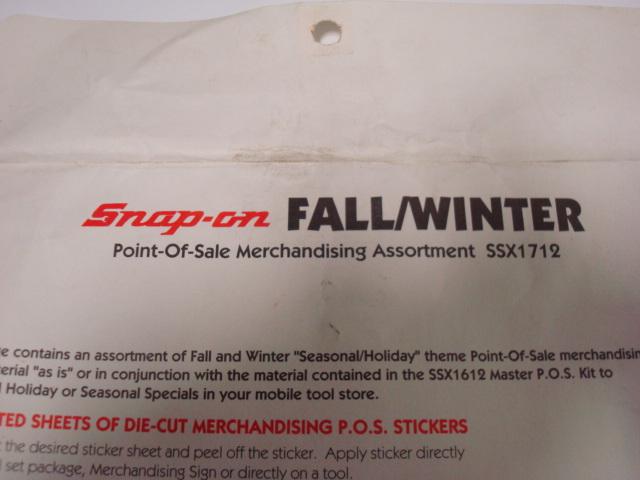 Snap-on FALL/WINTER
Point-Of-Sale Merchandising Assortment SSX1712
contains an assortment of Fall and Winter "Seasonal/Holiday" theme Point-Of-Sale
"as is" or in conjunction with the material contained in the SSX1612 Master P.O.S. Kit to
Holiday or Seasonal Specials in your mobile tool store.
SHEETS OF DIE-CUT MERCHANDISING P.O.S. STICKERS
the desired sticker sheet and peel off the sticker. Apply sticker directly
set package, Merchandising Sign or directly on a tool.